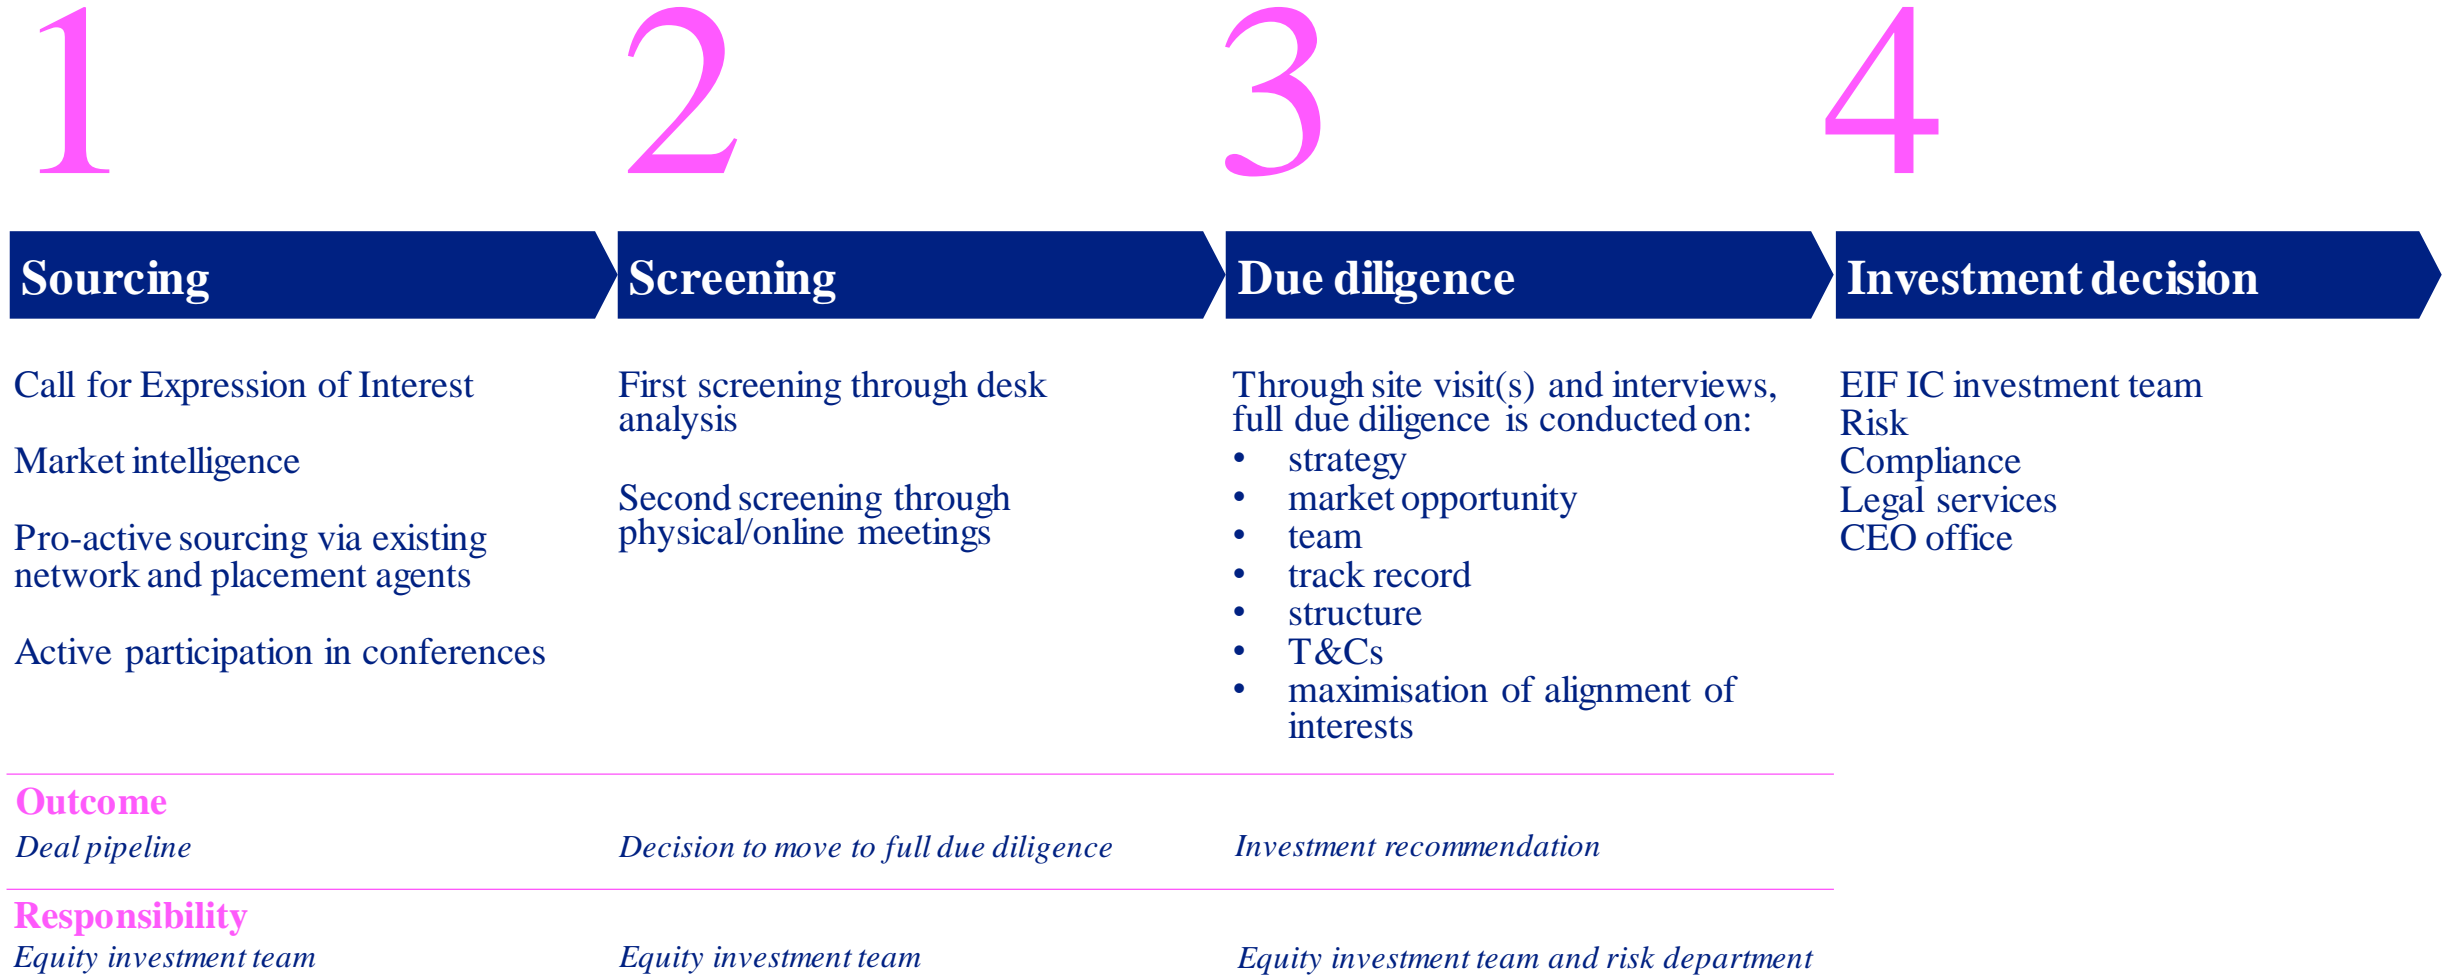 1
2
3
4
Sourcing
Screening
Due diligence
Investment decision
Call for Expression of Interest
Market intelligence
Pro-active sourcing via existing
network and placement agents
Active participation in conferences
First screening through desk
analysis
Second screening through
physical/online meetings
Through site visit(s) and interviews,
full due diligence is conducted on:
• strategy
• market opportunity
• team
• track record
• structure
• T&Cs
• maximisation of alignment of
interests
EIF IC investment team
Risk
Compliance
Legal services
CEO office
Outcome
Deal pipeline
Decision to move to full due diligence
Investment recommendation
Responsibility
Equity investment team
Equity investment team
Equity investment team and risk department